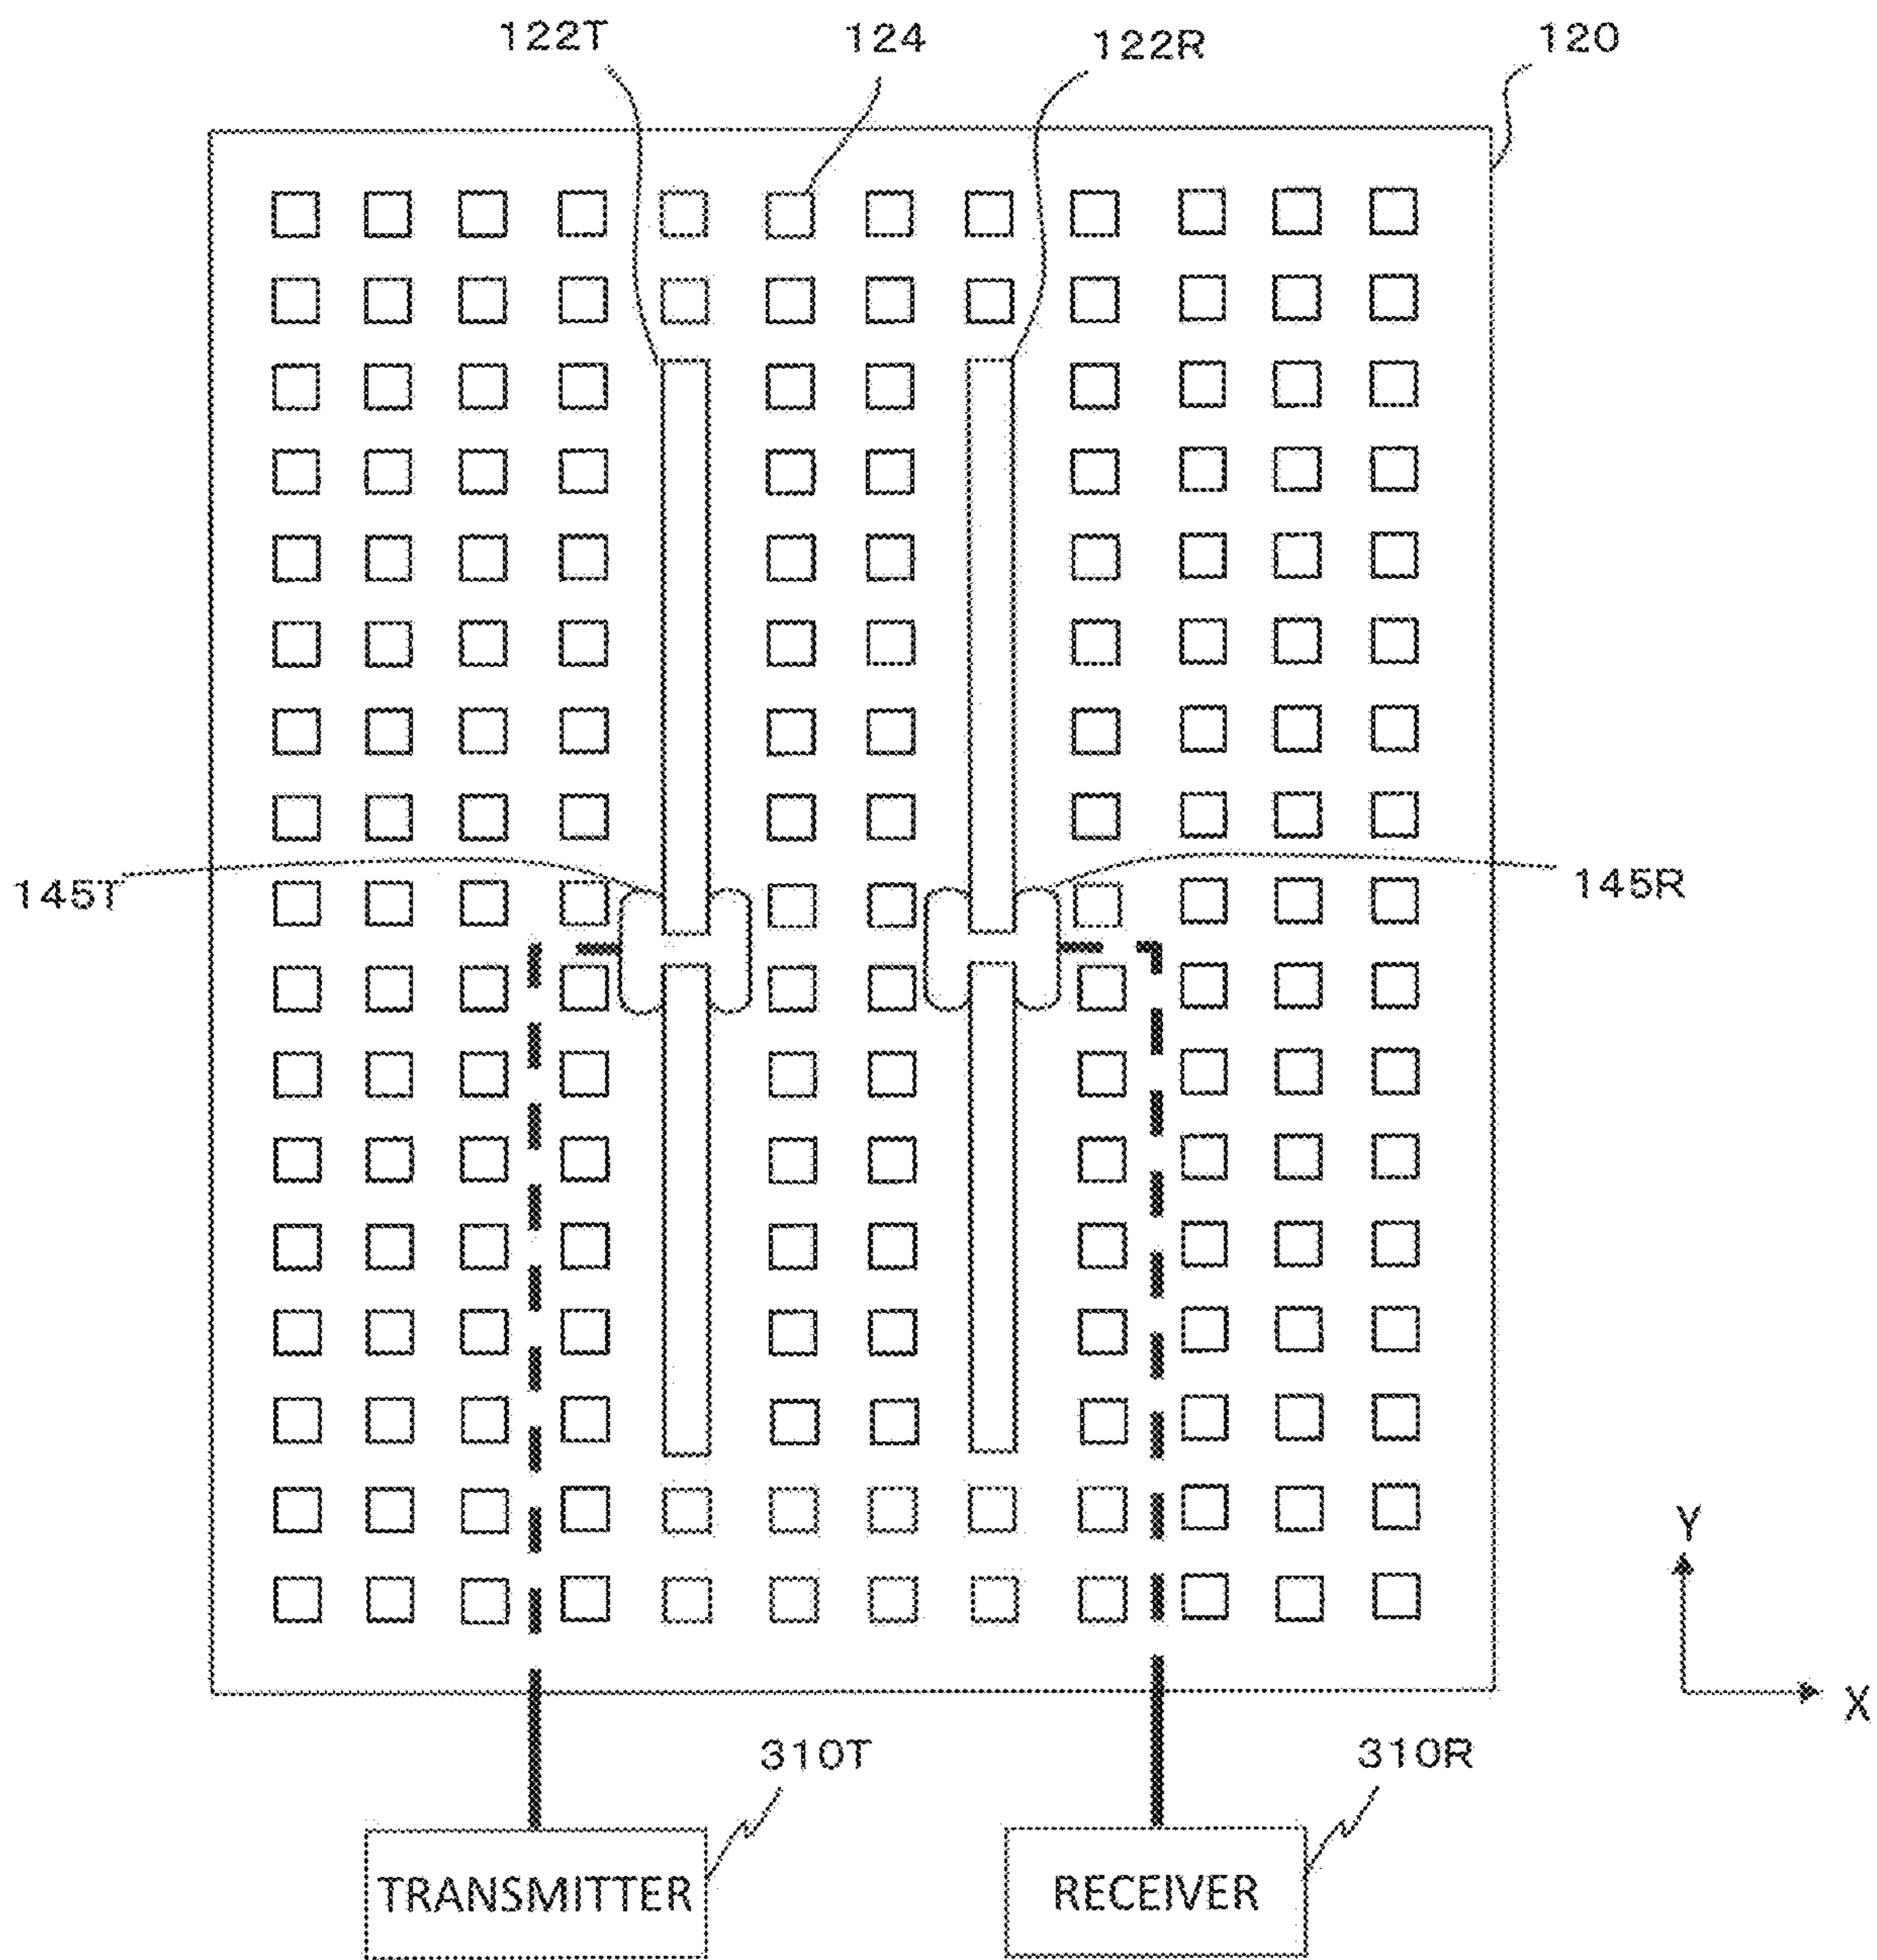 122T 124 122R 120
145T 145R
Y
X
310T 310R
TRANSMITTER RECEIVER